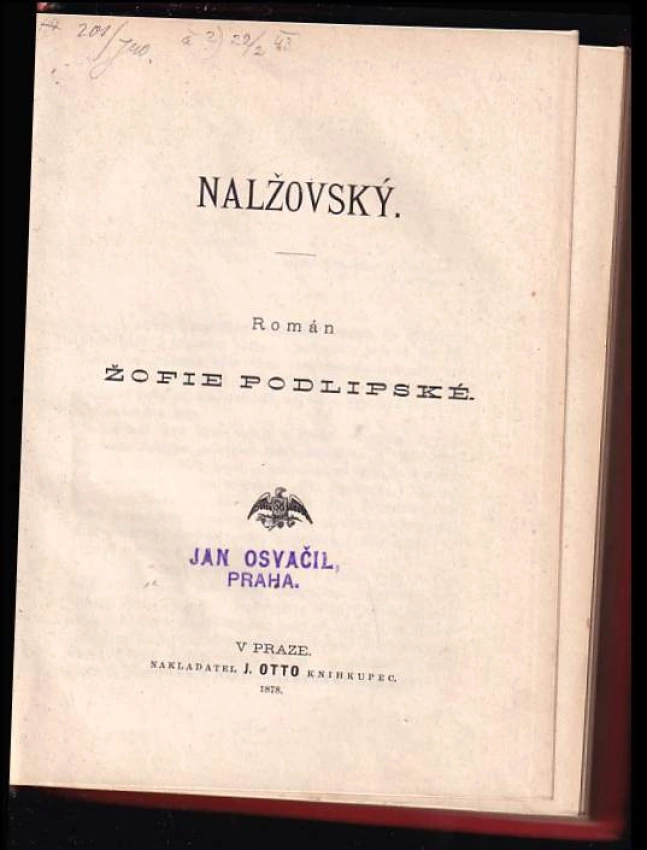 NALŽOVSKÝ.
Román
ŽOFIE PODLIPSKÉ.
JAN OSVAČIL,
PRAHA.
V PRAZE.
NAKLADATEL J. OTTO KNIHKUPEC.
1878.